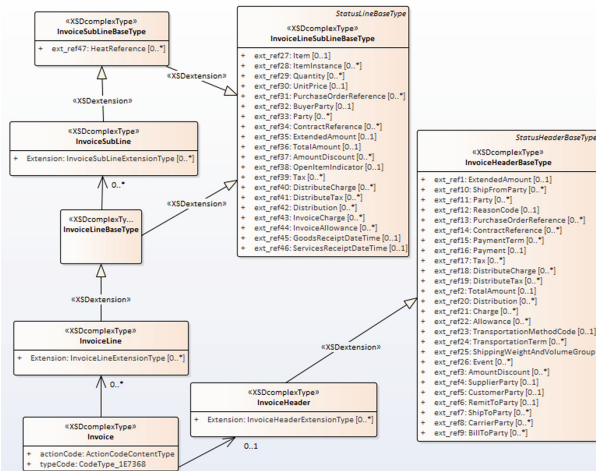 «XSDcomplexType»
InvoiceSubLineBaseType
+ ext_ref47: HeatReference [0..*]
StatusLineBaseType
«XSDcomplexType»
InvoiceLineSubLineBaseType
+ ext_ref27: Item [0..1]
+ ext_ref28: ItemInstance [0..*]
+ ext_ref29: Quantity [0..*]
+ ext_ref30: UnitPrice [0..*]
+ ext_ref31: PurchaseOrderReference [0..*]
+ ext_ref32: BuyerParty [0..1]
+ ext_ref33: Party [0..*]
+ ext_ref34: ContractReference [0..*]
+ ext_ref35: ExtendedAmount [0..*]
+ ext_ref36: TotalAmount [0..1]
+ ext_ref37: AmountDiscount [0..*]
+ ext_ref38: OpenItemIndicator [0..*]
+ ext_ref39: Tax [0..*]
+ ext_ref40: DistributeCharge [0..*]
+ ext_ref41: DistributeTax [0..*]
+ ext_ref42: Distribution [0..*]
+ ext_ref43: InvoiceCharge [0..*]
+ ext_ref44: InvoiceAllowance [0..*]
+ ext_ref45: GoodsReceiptDateTime [0..1]
+ ext_ref46: ServicesReceiptDateTime [0..1]
«XSDextension»
«XSDextension»
«XSDcomplexType»
InvoiceSubLine
+ Extension: InvoiceSubLineExtensionType [0..*]
0..*
«XSDextension»
«XSDcomplexTy...
InvoiceLineBaseType
«XSDextension»
«XSDcomplexType»
InvoiceLine
+ Extension: InvoiceLineExtensionType [0..*]
0..*
«XSDcomplexType»
Invoice
+ actionCode: ActionCodeContentType
+ typeCode: CodeType_1E7368
0..1
«XSDcomplexType»
InvoiceHeader
+ Extension: InvoiceHeaderExtensionType [0..*]
«XSDextension»
StatusHeaderBaseType
«XSDcomplexType»
InvoiceHeaderBaseType
+ ext_ref1: ExtendedAmount [0..1]
+ ext_ref10: ShipFromParty [0..*]
+ ext_ref11: Party [0..*]
+ ext_ref12: ReasonCode [0..*]
+ ext_ref13: PurchaseOrderReference [0..*]
+ ext_ref14: ContractReference [0..*]
+ ext_ref15: PaymentTerm [0..*]
+ ext_ref16: Payment [0..1]
+ ext_ref17: Tax [0..*]
+ ext_ref18: DistributeCharge [0..*]
+ ext_ref19: DistributeTax [0..*]
+ ext_ref2: TotalAmount [0..1]
+ ext_ref20: Distribution [0..*]
+ ext_ref21: Charge [0..*]
+ ext_ref22: Allowance [0..*]
+ ext_ref23: TransportationMethodCode [0..1]
+ ext_ref24: TransportationTerm [0..*]
+ ext_ref25: ShippingWeightAndVolumeGroup
+ ext_ref26: Event [0..*]
+ ext_ref3: AmountDiscount [0..*]
+ ext_ref4: SupplierParty [0..1]
+ ext_ref5: CustomerParty [0..1]
+ ext_ref6: RemitToParty [0..*]
+ ext_ref7: ShipToParty [0..*]
+ ext_ref8: CarrierParty [0..*]
+ ext_ref9: BillToParty [0..*]